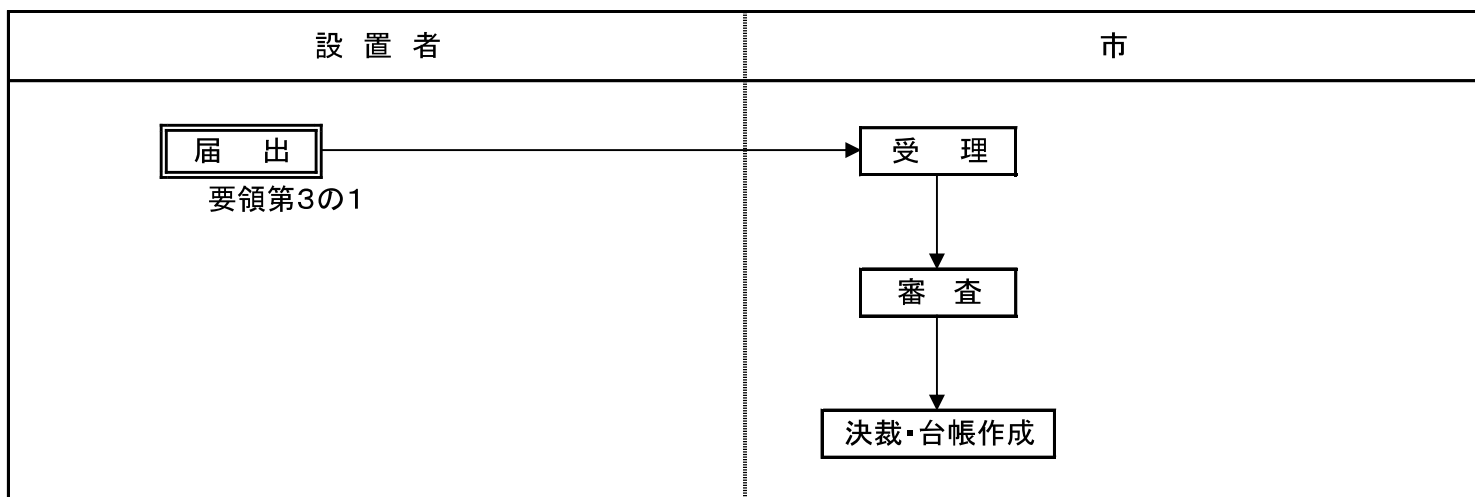 設 置 者
市
届 出
受 理
要領第3の1
審 査
決裁・台帳作成